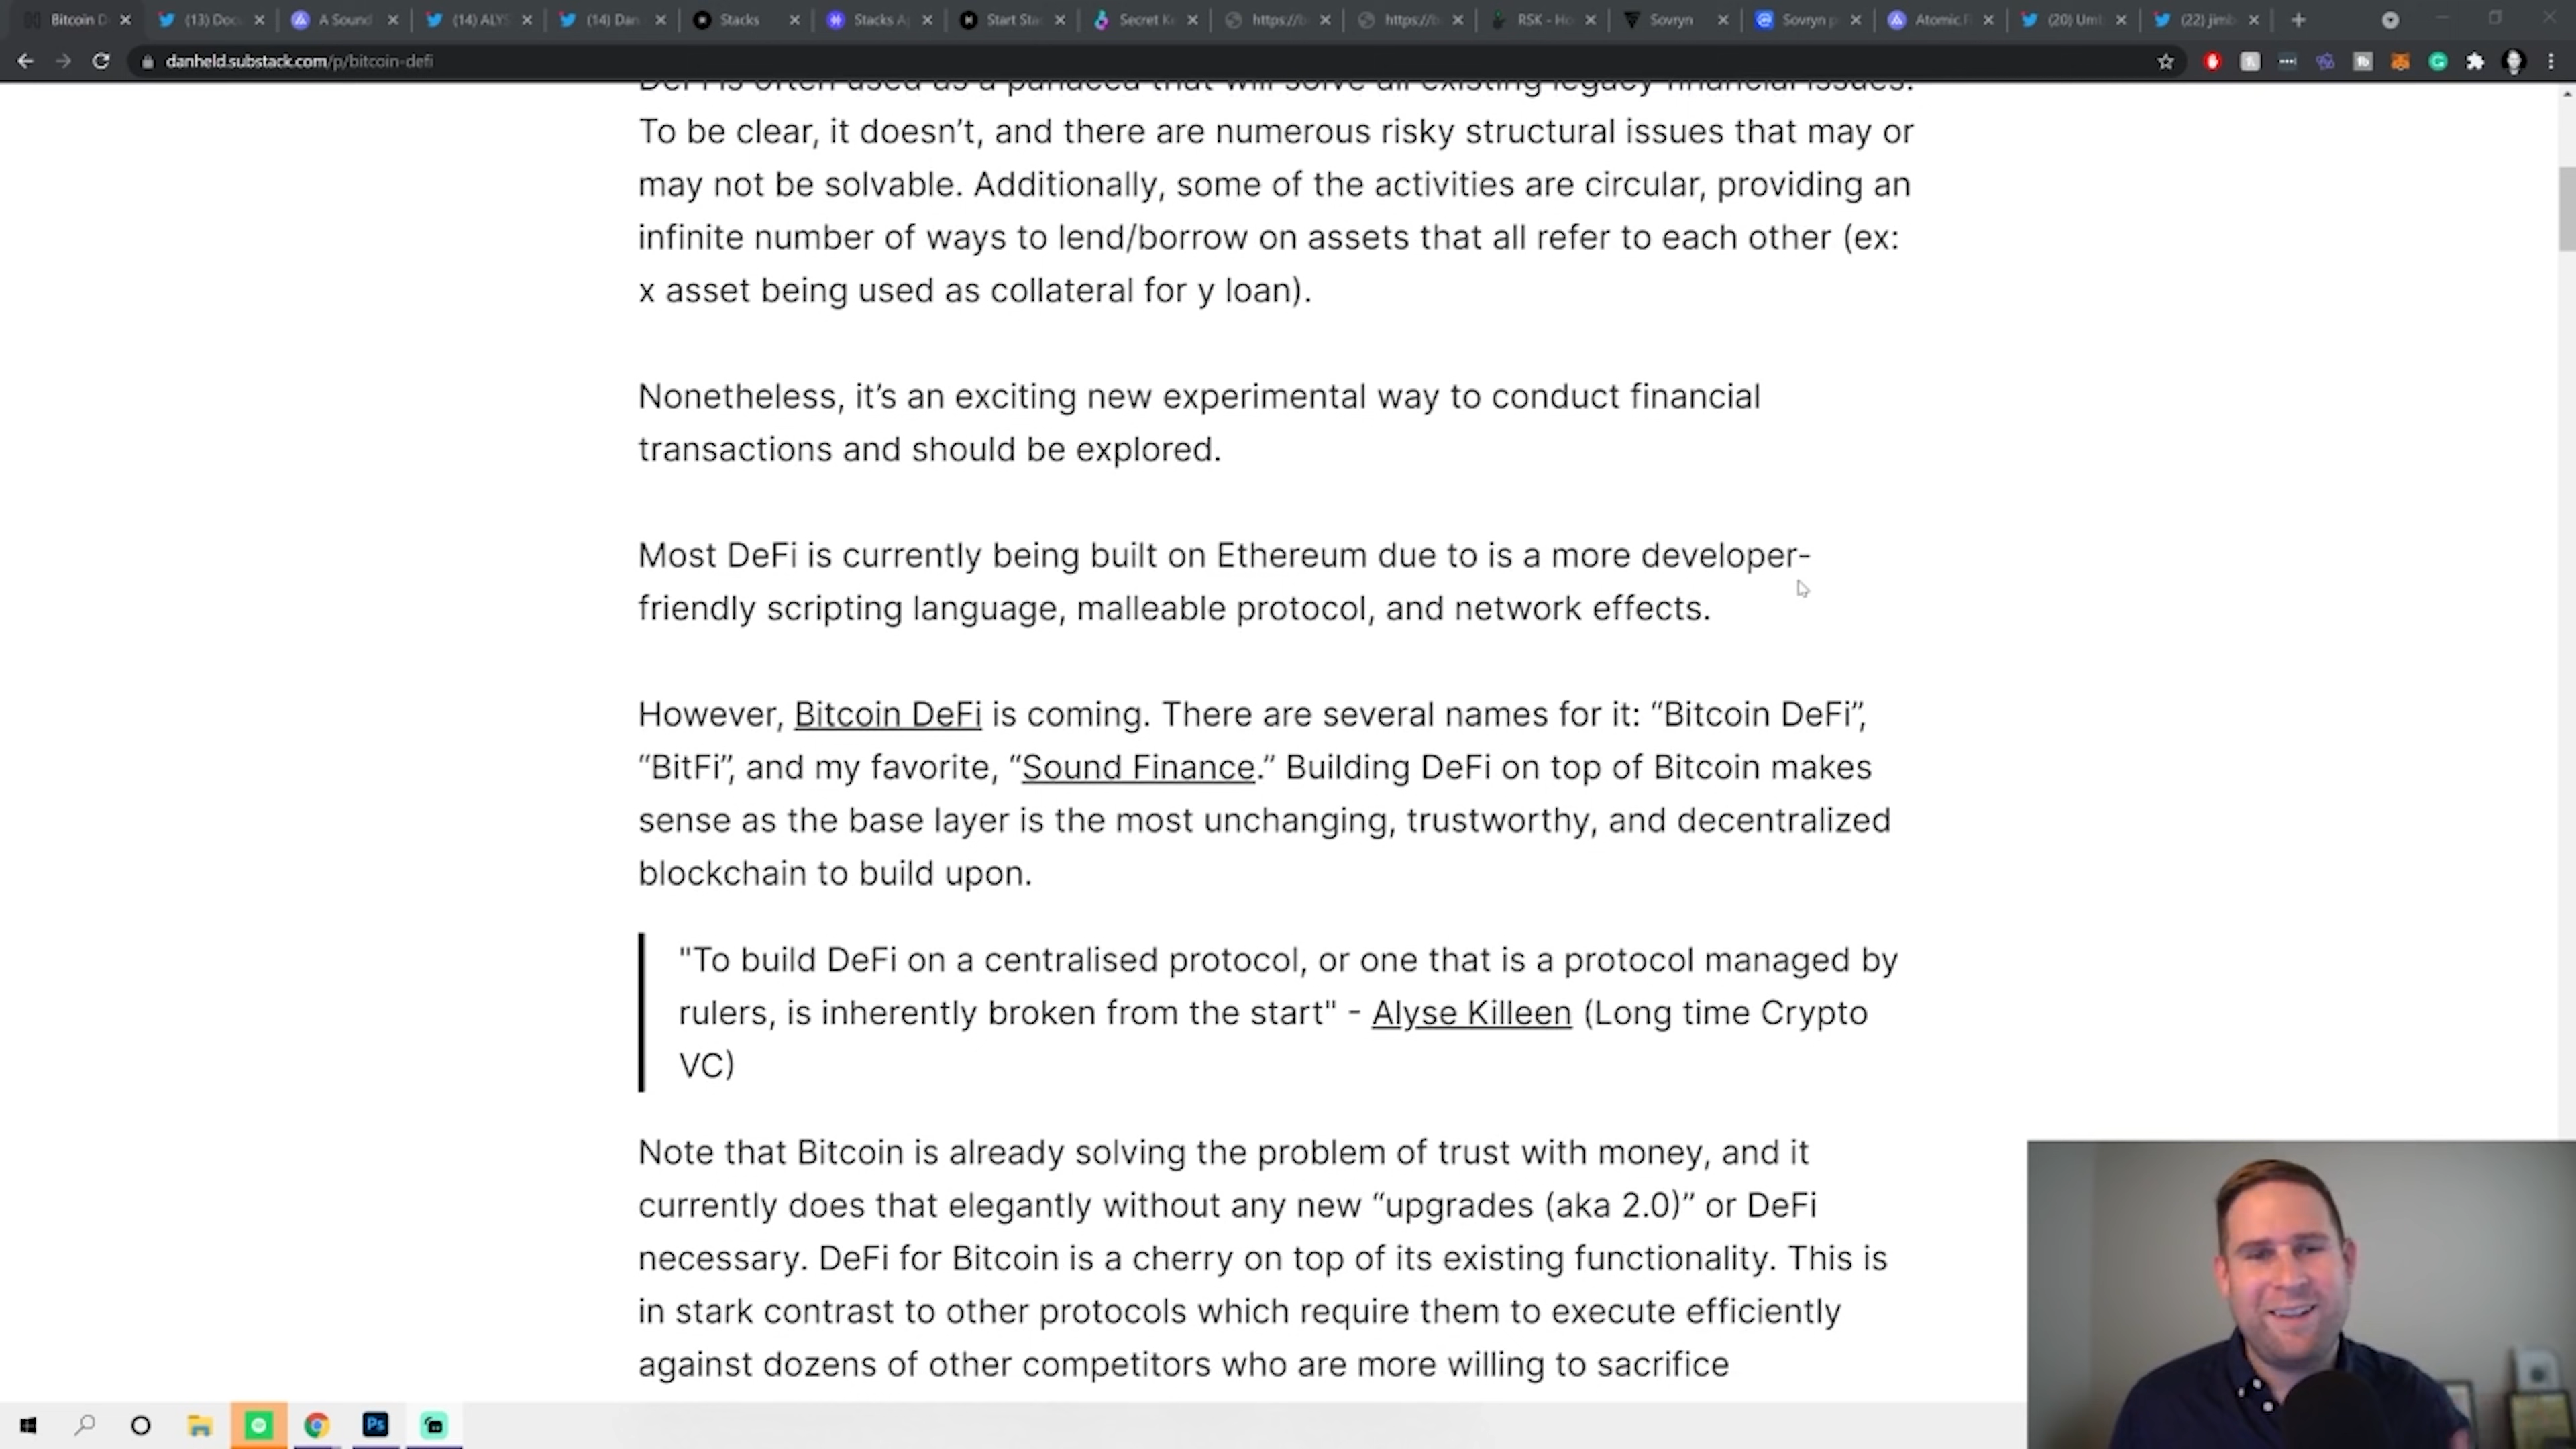 Bitcoin D
(13) Docu
A Sound
(14) ALYS
(14) Dan
Stacks
Stacks A
Start Sta
Secret K
https://b
https://b
RSK - Ho
Sovryn
Sovryn p
Atomic F
(20) Umb
(22) jimb
danheld.substack.com/p/bitcoin-defi
DeFi is often used as a panacea that will solve all existing legacy financial issues.
To be clear, it doesn’t, and there are numerous risky structural issues that may or
may not be solvable. Additionally, some of the activities are circular, providing an
infinite number of ways to lend/borrow on assets that all refer to each other (ex:
x asset being used as collateral for y loan).
Nonetheless, it’s an exciting new experimental way to conduct financial
transactions and should be explored.
Most DeFi is currently being built on Ethereum due to is a more developer-
friendly scripting language, malleable protocol, and network effects.
However, Bitcoin DeFi is coming. There are several names for it: “Bitcoin DeFi”,
“BitFi”, and my favorite, “Sound Finance.” Building DeFi on top of Bitcoin makes
sense as the base layer is the most unchanging, trustworthy, and decentralized
blockchain to build upon.
"To build DeFi on a centralised protocol, or one that is a protocol managed by
rulers, is inherently broken from the start" - Alyse Killeen (Long time Crypto
VC)
Note that Bitcoin is already solving the problem of trust with money, and it
currently does that elegantly without any new “upgrades (aka 2.0)” or DeFi
necessary. DeFi for Bitcoin is a cherry on top of its existing functionality. This is
in stark contrast to other protocols which require them to execute efficiently
against dozens of other competitors who are more willing to sacrifice
Ps